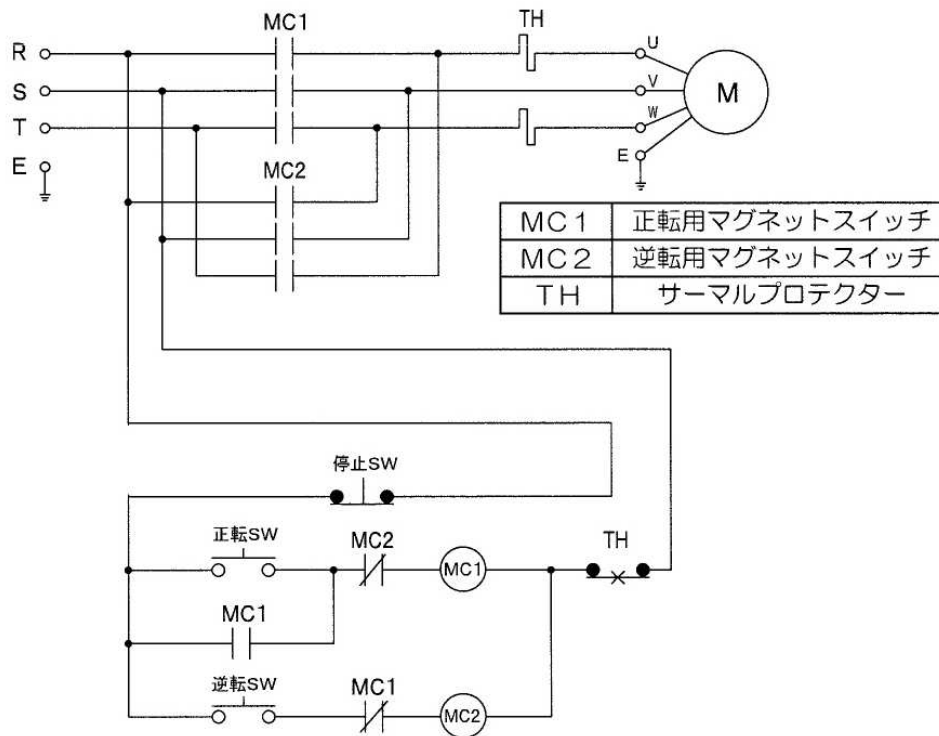 MC1
TH
R
U
S
V
M
T
W
E
MC2
E
MC1 正転用マグネットスイッチ
MC2 逆転用マグネットスイッチ
TH サーマルプロテクター
停止SW
正転SW
MC2
TH
MC1
MC1
逆転SW
MC1
MC2